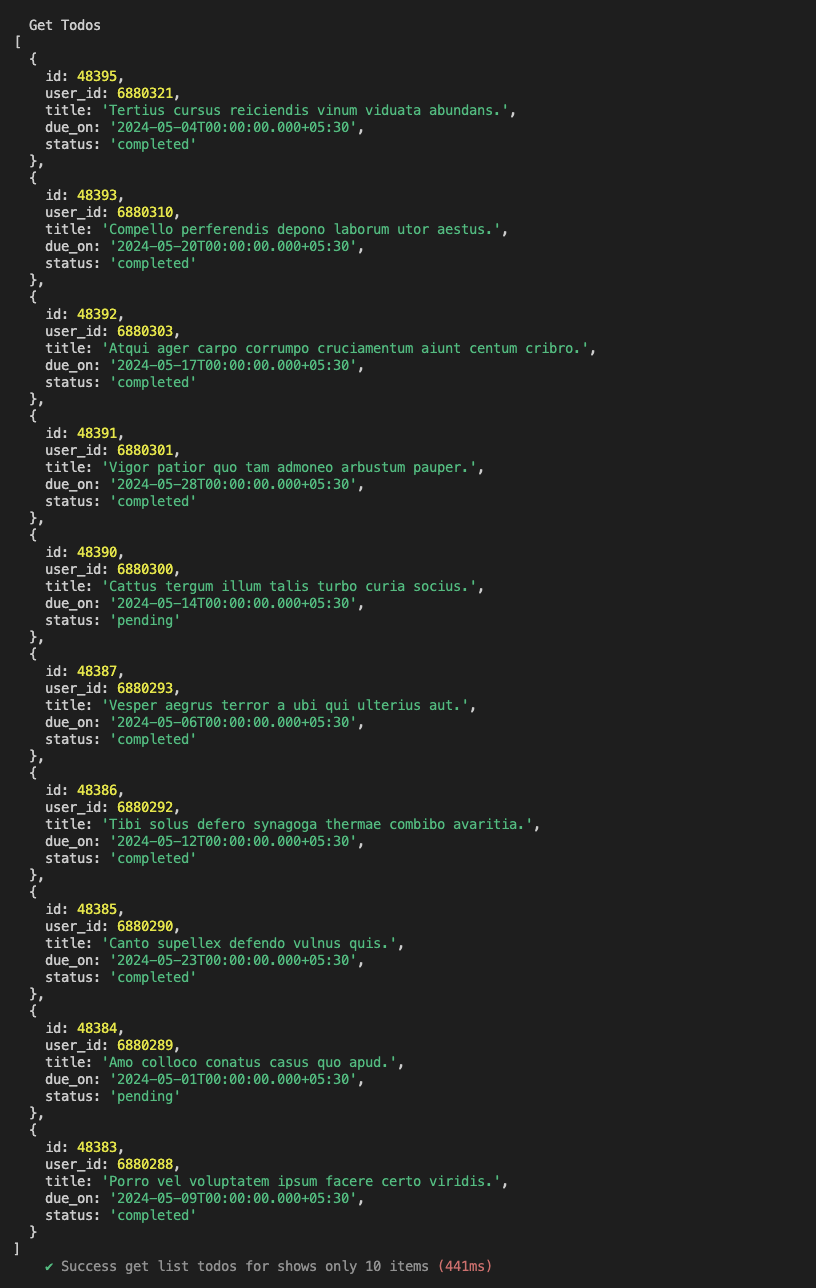 Get Todos
[
  {
    id: 48395,
    user_id: 6880321,
    title: 'Tertius cursus reiciendis vinum viduata abundans.',
    due_on: '2024-05-04T00:00:00.000+05:30',
    status: 'completed'
  },
  {
    id: 48393,
    user_id: 6880310,
    title: 'Compello perferendis depono laborum utor aestus.',
    due_on: '2024-05-20T00:00:00.000+05:30',
    status: 'completed'
  },
  {
    id: 48392,
    user_id: 6880303,
    title: 'Atqui ager carpo corrumpo cruciamentum aiunt centum cribro.',
    due_on: '2024-05-17T00:00:00.000+05:30',
    status: 'completed'
  },
  {
    id: 48391,
    user_id: 6880301,
    title: 'Vigor patior quo tam admoneo arbustum pauper.',
    due_on: '2024-05-28T00:00:00.000+05:30',
    status: 'completed'
  },
  {
    id: 48390,
    user_id: 6880300,
    title: 'Cattus tergum illum talis turbo curia socius.',
    due_on: '2024-05-14T00:00:00.000+05:30',
    status: 'pending'
  },
  {
    id: 48387,
    user_id: 6880293,
    title: 'Vesper aegrus terror a ubi qui ulterius aut.',
    due_on: '2024-05-06T00:00:00.000+05:30',
    status: 'completed'
  },
  {
    id: 48386,
    user_id: 6880292,
    title: 'Tibi solus defero synagoga thermae combibo avaritia.',
    due_on: '2024-05-12T00:00:00.000+05:30',
    status: 'completed'
  },
  {
    id: 48385,
    user_id: 6880290,
    title: 'Canto supellex defendo vulnus quis.',
    due_on: '2024-05-23T00:00:00.000+05:30',
    status: 'completed'
  },
  {
    id: 48384,
    user_id: 6880289,
    title: 'Amo colloco conatus casus quo apud.',
    due_on: '2024-05-01T00:00:00.000+05:30',
    status: 'pending'
  },
  {
    id: 48383,
    user_id: 6880288,
    title: 'Porro vel voluptatem ipsum facere certo viridis.',
    due_on: '2024-05-09T00:00:00.000+05:30',
    status: 'completed'
  }
]
✔ Success get list todos for shows only 10 items (441ms)